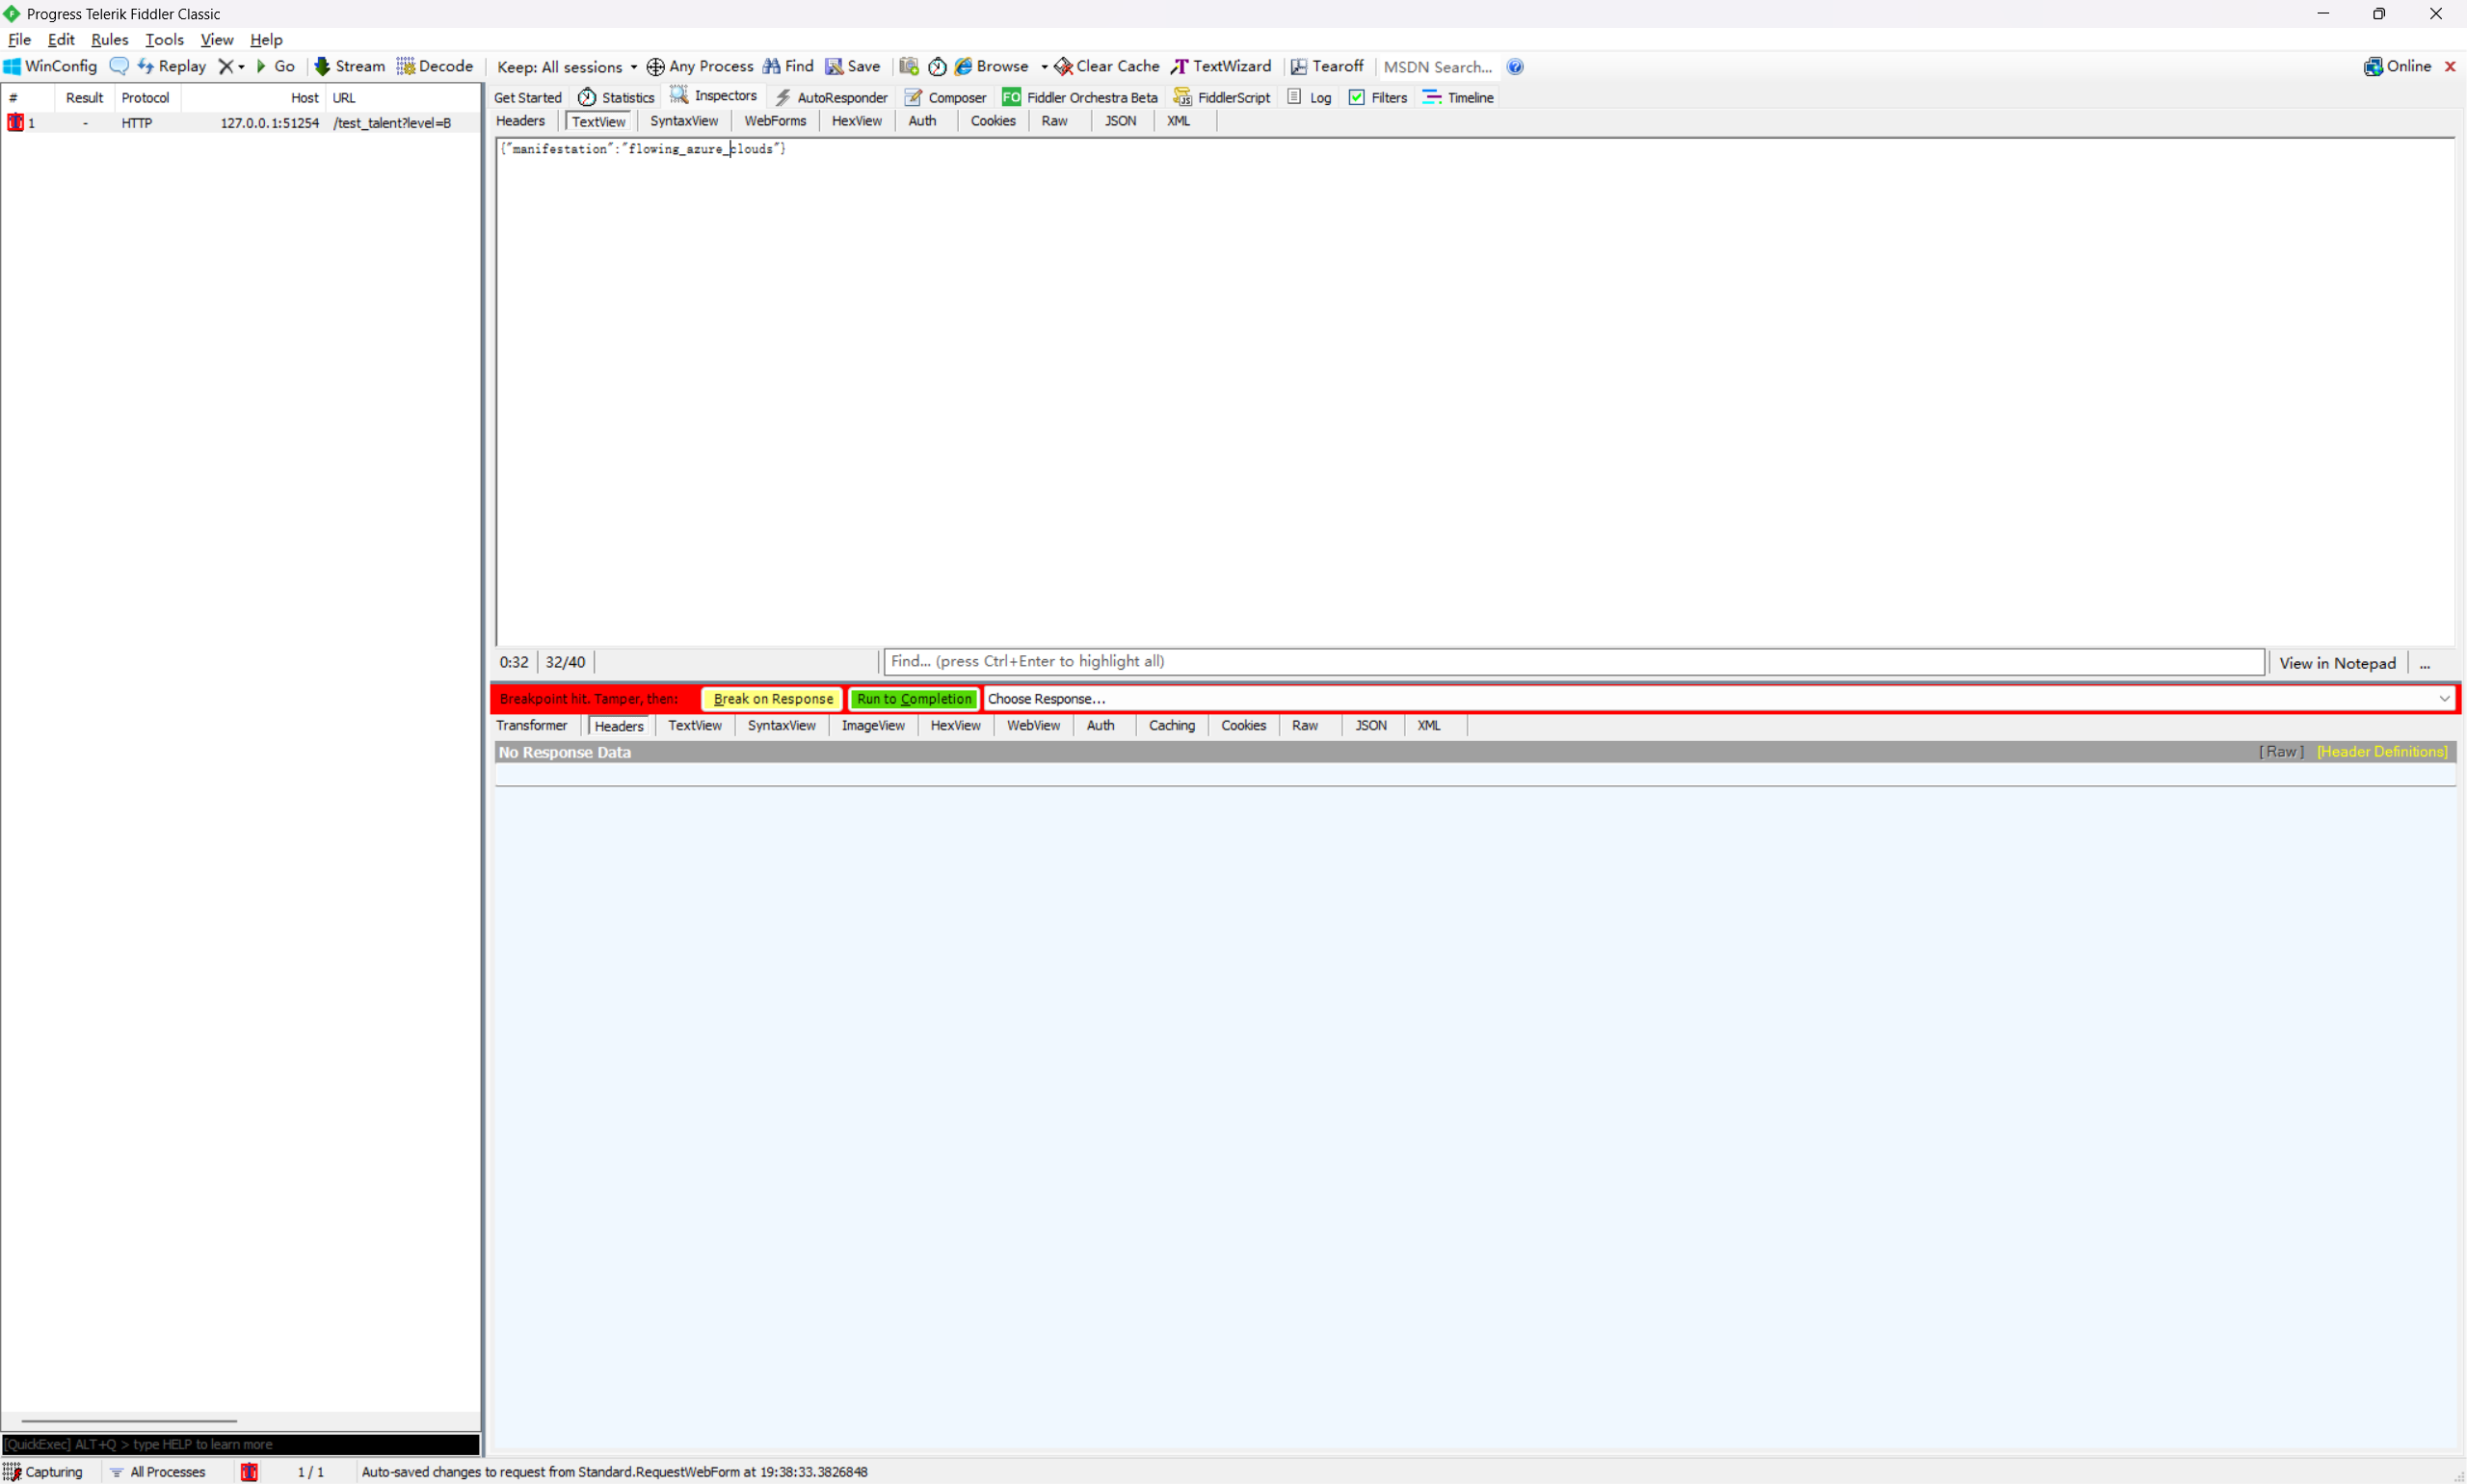 Progress Telerik Fiddler Classic
File Edit Rules Tools View Help
WinConfig Replay Go Stream Decode Keep: All sessions Any Process Find Save Browse Clear Cache TextWizard Tearoff MSDN Search... Online
# Result Protocol Host URL
1 - HTTP 127.0.0.1:51254 /test_talent?level=B
Get Started Statistics Inspectors AutoResponder Composer FO Fiddler Orchestra Beta FiddlerScript Log Filters Timeline
Headers TextView SyntaxView WebForms HexView Auth Cookies Raw JSON XML
{"manifestation":"flowing_azure_clouds"}
0:32 32/40 Find... (press Ctrl+Enter to highlight all) View in Notepad ...
Breakpoint hit. Tamper, then: Break on Response Run to Completion Choose Response...
Transformer Headers TextView SyntaxView ImageView HexView WebView Auth Caching Cookies Raw JSON XML
No Response Data [ Raw ] [Header Definitions]
[QuickExec] ALT+Q > type HELP to learn more
Capturing All Processes 1 / 1 Auto-saved changes to request from Standard.RequestWebForm at 19:38:33.3826848